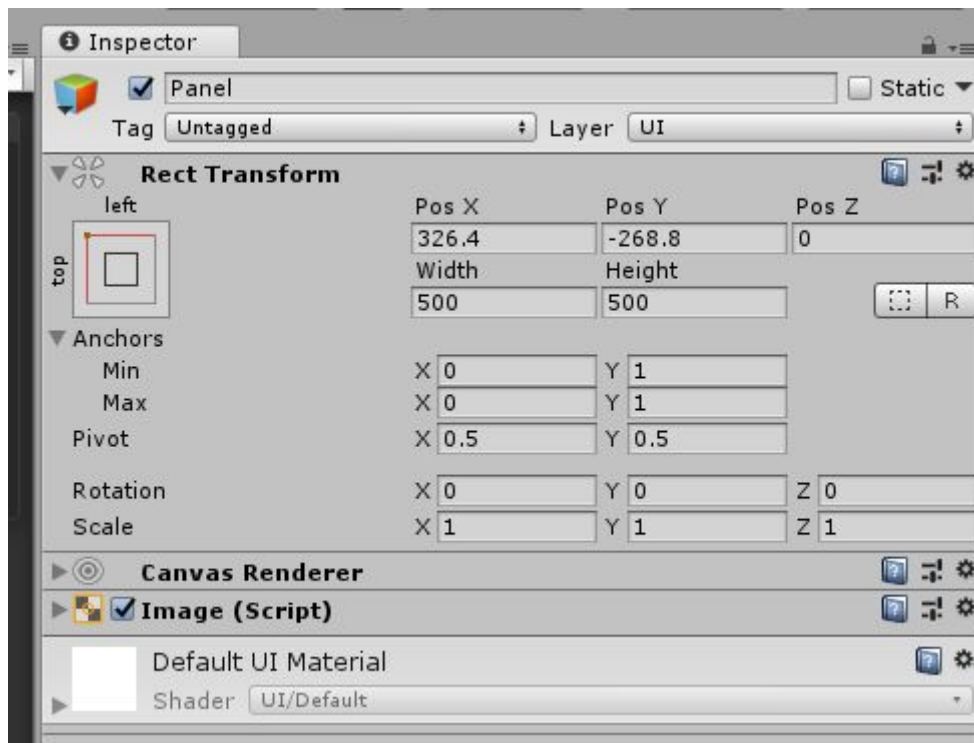 Inspector
Panel Static
Tag Untagged Layer UI
Rect Transform
left Pos X Pos Y Pos Z
326.4 -268.8 0
top Width Height
500 500 R
Anchors
Min X 0 Y 1
Max X 0 Y 1
Pivot X 0.5 Y 0.5
Rotation X 0 Y 0 Z 0
Scale X 1 Y 1 Z 1
Canvas Renderer
Image (Script)
Default UI Material
Shader UI/Default